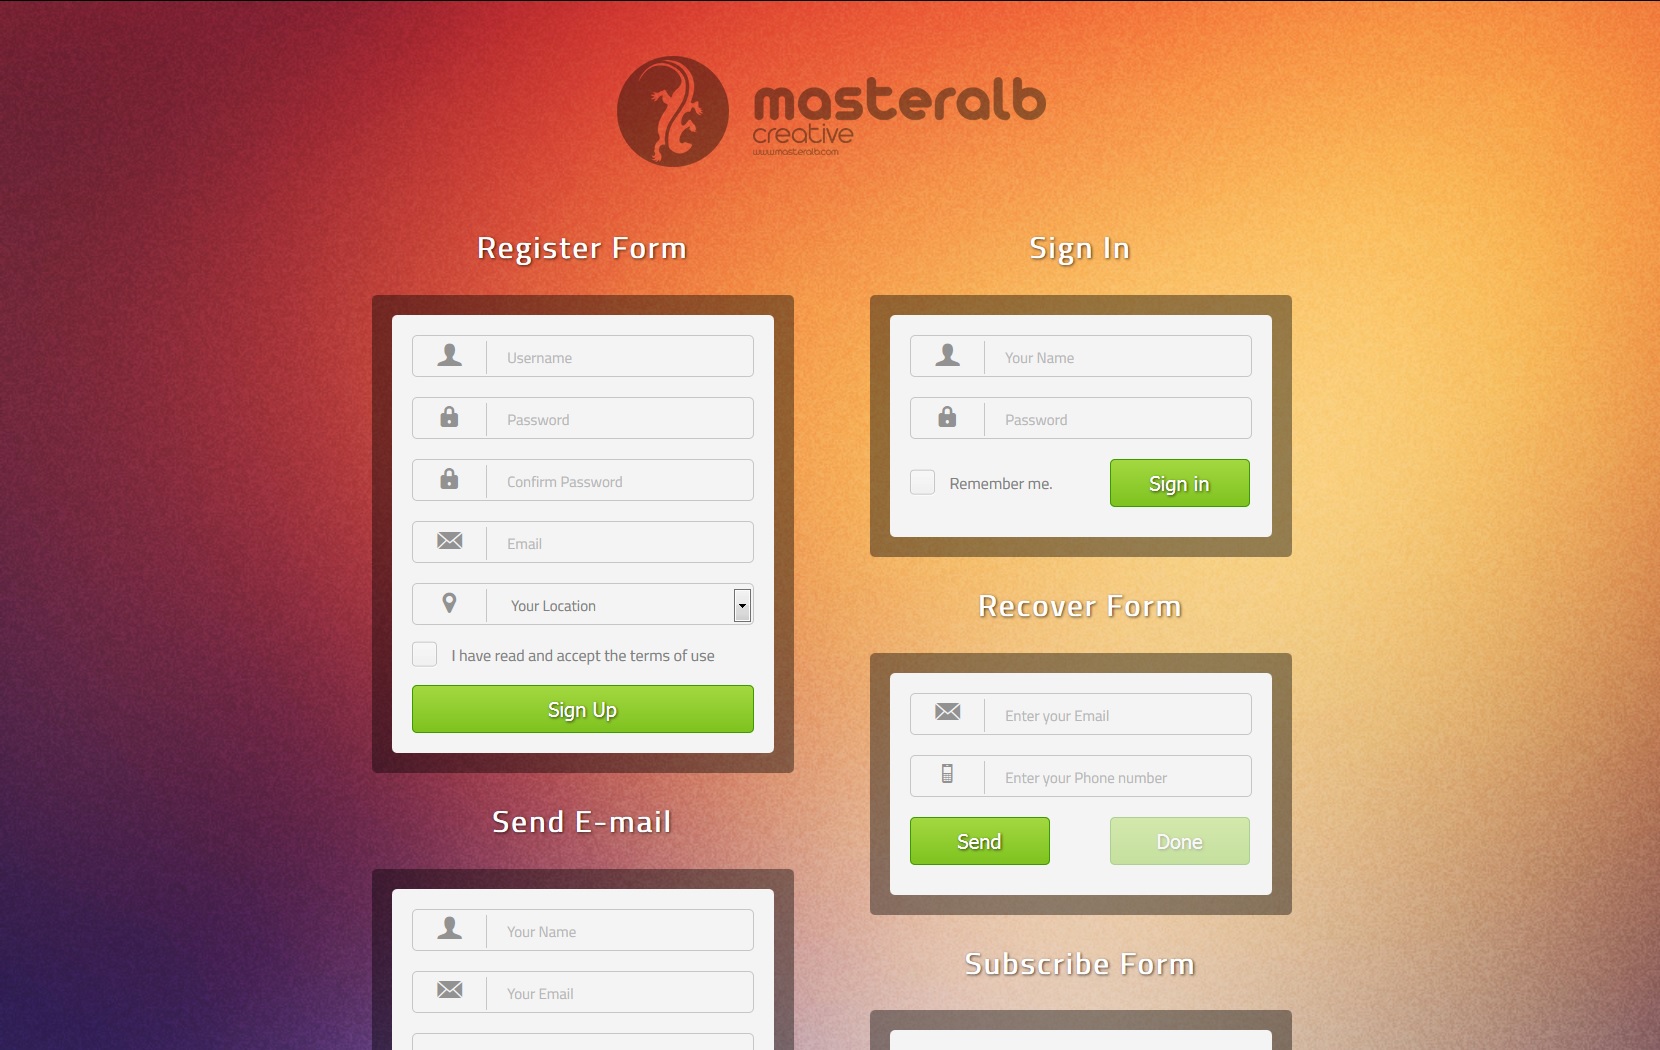 masteralb
creative
www.masteralb.com
Register Form
Username
Password
Confirm Password
Email
Your Location
I have read and accept the terms of use
Sign Up
Send E-mail
Your Name
Your Email
Sign In
Your Name
Password
Remember me.
Sign in
Recover Form
Enter your Email
Enter your Phone number
Send
Done
Subscribe Form